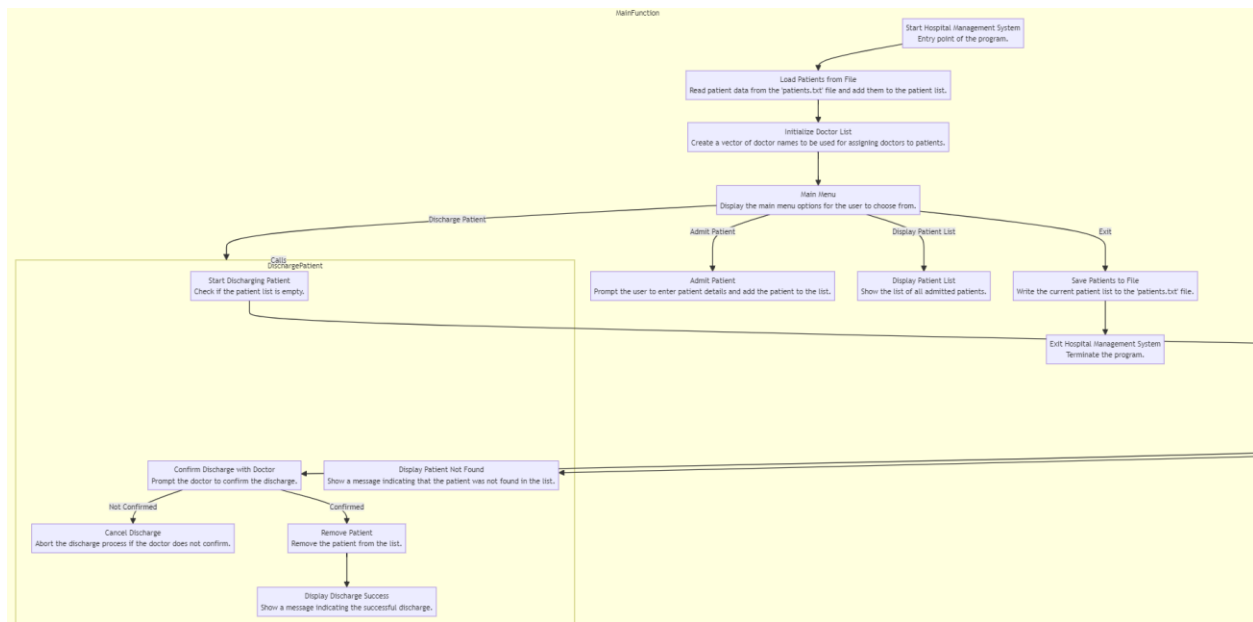 MainFunction
Start Hospital Management System
Entry point of the program.
Load Patients from File
Read patient data from the 'patients.txt' file and add them to the patient list.
Initialize Doctor List
Create a vector of doctor names to be used for assigning doctors to patients.
Main Menu
Display the main menu options for the user to choose from.
Discharge Patient
Admit Patient
Display Patient List
Exit
Calls
DischargePatient
Start Discharging Patient
Check if the patient list is empty.
Admit Patient
Prompt the user to enter patient details and add the patient to the list.
Display Patient List
Show the list of all admitted patients.
Save Patients to File
Write the current patient list to the 'patients.txt' file.
Exit Hospital Management System
Terminate the program.
Confirm Discharge with Doctor
Prompt the doctor to confirm the discharge.
Display Patient Not Found
Show a message indicating that the patient was not found in the list.
Not Confirmed
Confirmed
Cancel Discharge
Abort the discharge process if the doctor does not confirm.
Remove Patient
Remove the patient from the list.
Display Discharge Success
Show a message indicating the successful discharge.